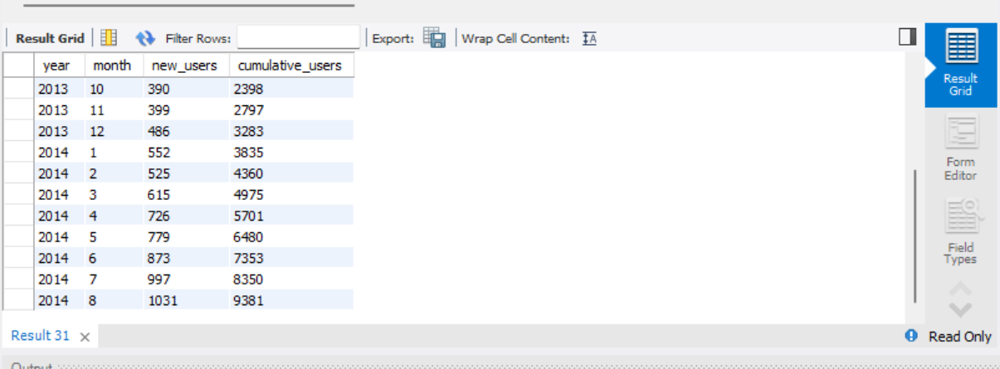 Result Grid Filter Rows: Export: Wrap Cell Content: IA
year month new_users cumulative_users
2013 10 390 2398
2013 11 399 2797
2013 12 486 3283
2014 1 552 3835
2014 2 525 4360
2014 3 615 4975
2014 4 726 5701
2014 5 779 6480
2014 6 873 7353
2014 7 997 8350
2014 8 1031 9381
Result
Grid
Form
Editor
Field
Types
Result 31 × Read Only
Output